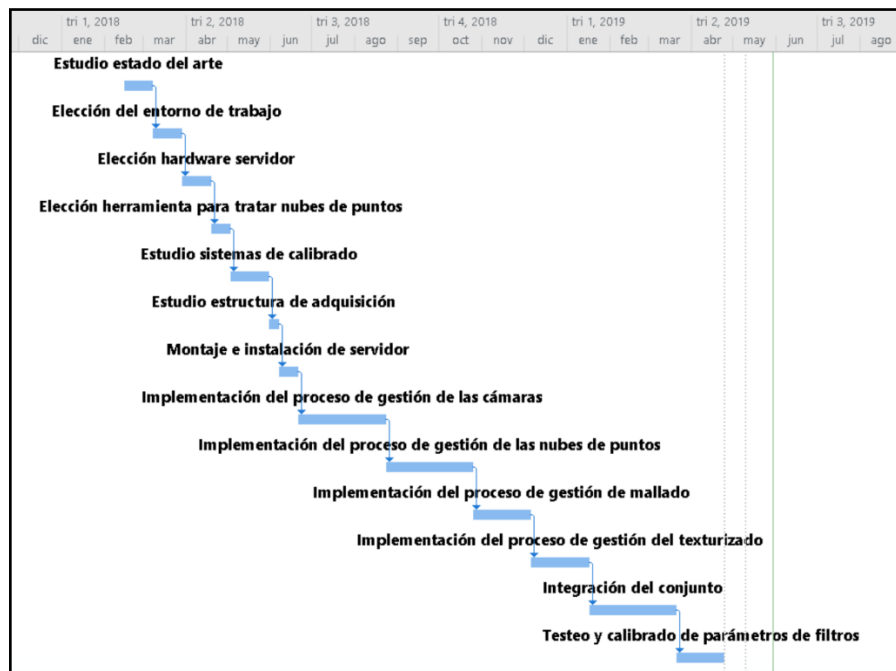 tri 1, 2018 tri 2, 2018 tri 3, 2018 tri 4, 2018 tri 1, 2019 tri 2, 2019 tri 3, 2019
dic ene feb mar abr may jun jul ago sep oct nov dic ene feb mar abr may jun jul ago
Estudio estado del arte
Elección del entorno de trabajo
Elección hardware servidor
Elección herramienta para tratar nubes de puntos
Estudio sistemas de calibrado
Estudio estructura de adquisición
Montaje e instalación de servidor
Implementación del proceso de gestión de las cámaras
Implementación del proceso de gestión de las nubes de puntos
Implementación del proceso de gestión de mallado
Implementación del proceso de gestión del texturizado
Integración del conjunto
Testeo y calibrado de parámetros de filtros